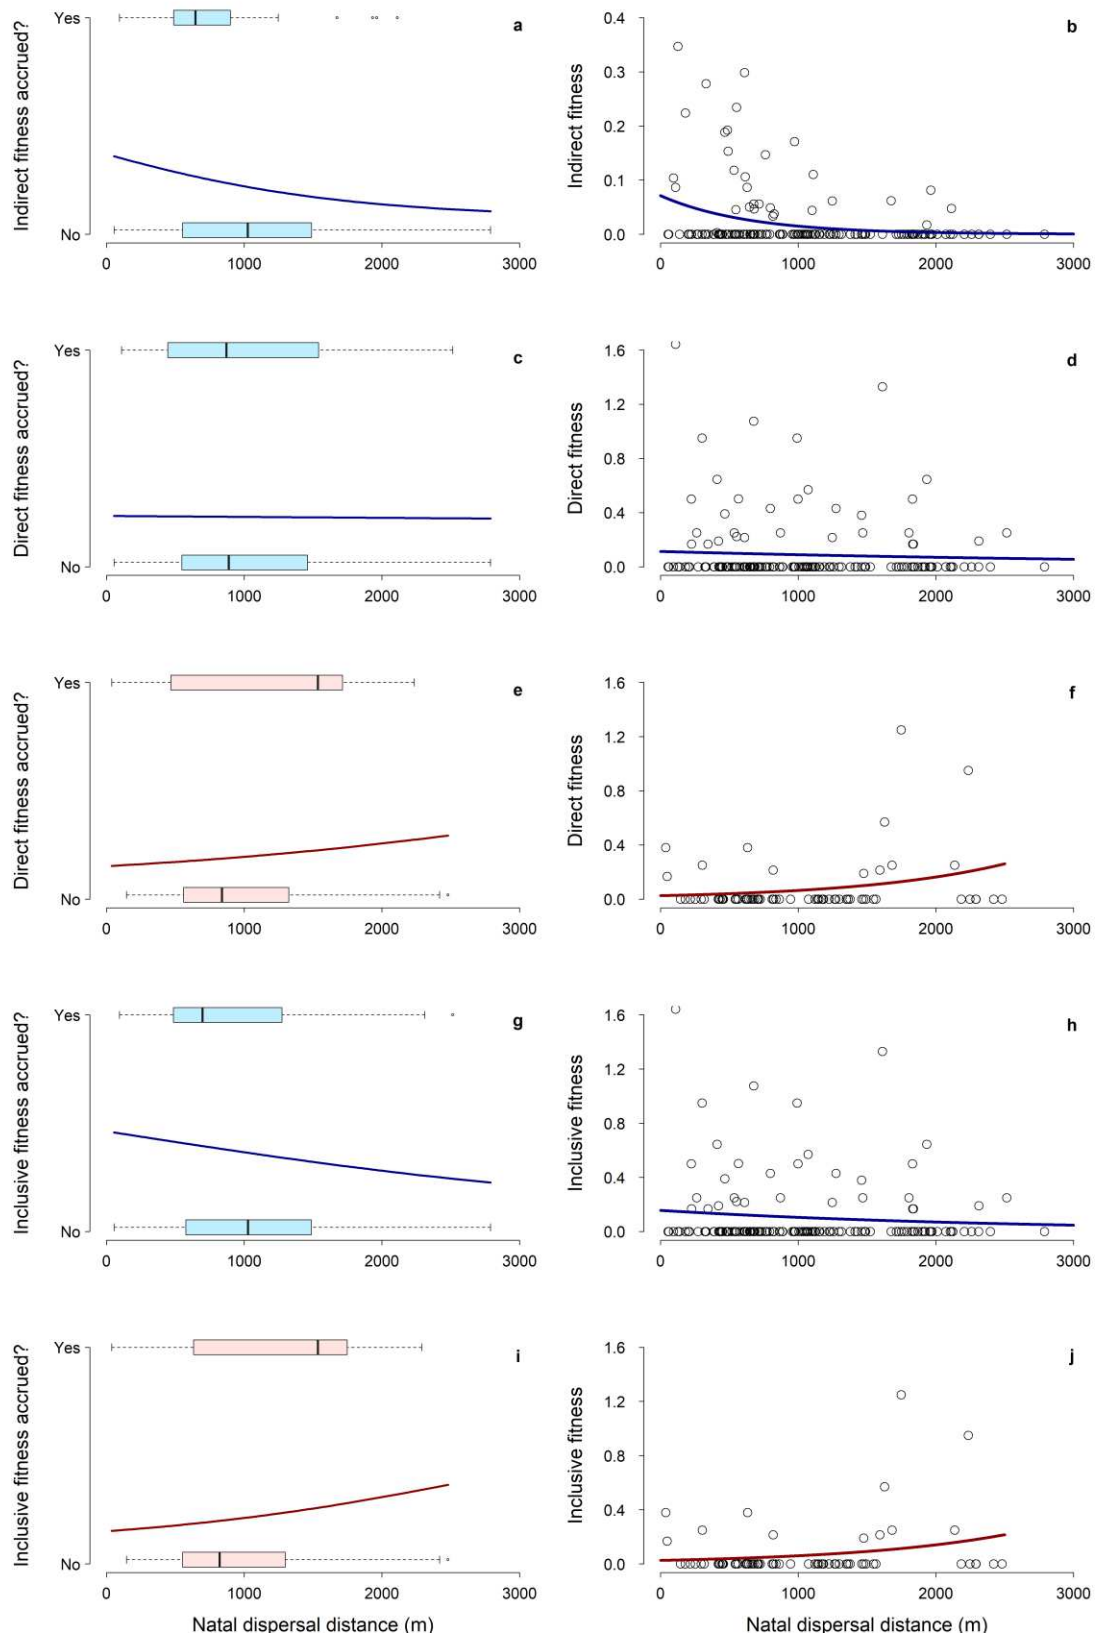 Indirect fitness accrued?
Yes
No
a
0
1000
2000
3000
Indirect fitness
0.4
0.3
0.2
0.1
0.0
b
0
1000
2000
3000
Direct fitness accrued?
Yes
No
c
0
1000
2000
3000
Direct fitness
1.6
1.2
0.8
0.4
0.0
d
0
1000
2000
3000
Direct fitness accrued?
Yes
No
e
0
1000
2000
3000
Direct fitness
1.6
1.2
0.8
0.4
0.0
f
0
1000
2000
3000
Inclusive fitness accrued?
Yes
No
g
0
1000
2000
3000
Inclusive fitness
1.6
1.2
0.8
0.4
0.0
h
0
1000
2000
3000
Inclusive fitness accrued?
Yes
No
i
0
1000
2000
3000
Natal dispersal distance (m)
Inclusive fitness
1.6
1.2
0.8
0.4
0.0
j
0
1000
2000
3000
Natal dispersal distance (m)